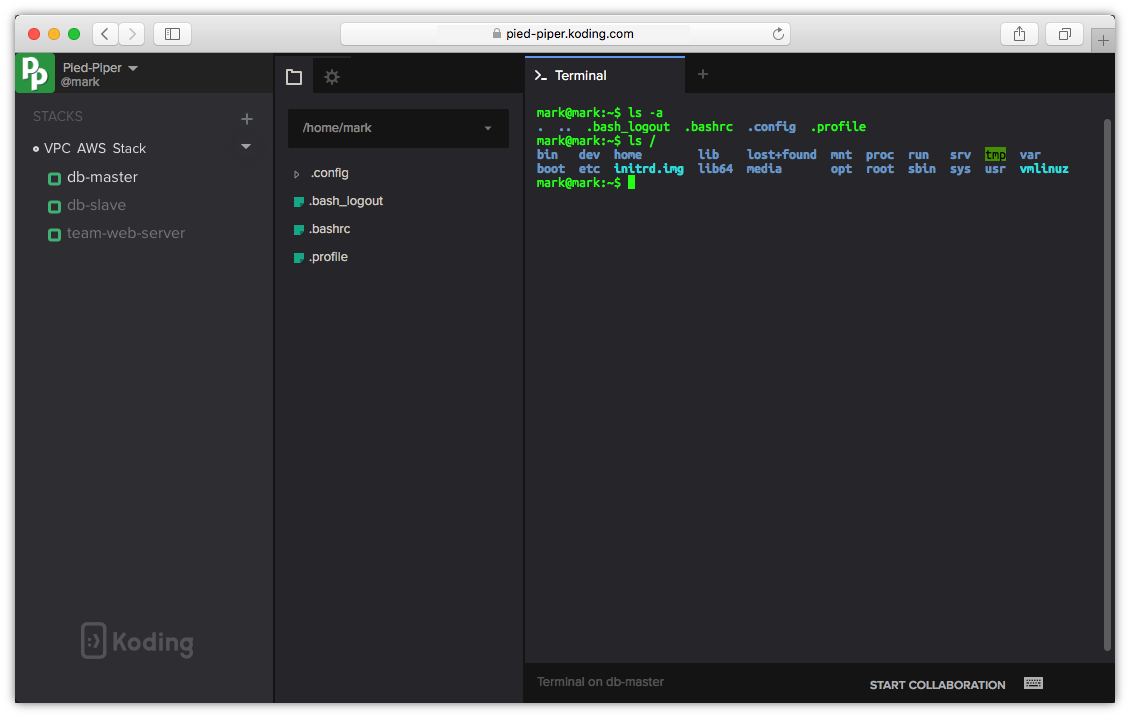 pied-piper.koding.com
Pp
Pied-Piper
@mark
STACKS
VPC AWS Stack
db-master
db-slave
team-web-server
Koding
/home/mark
.config
.bash_logout
.bashrc
.profile
Terminal
mark@mark:~$ ls -a
. .. .bash_logout .bashrc .config .profile
mark@mark:~$ ls /
bin dev home lib lost+found mnt proc run srv tmp var
boot etc initrd.img lib64 media opt root sbin sys usr vmlinuz
mark@mark:~$
Terminal on db-master
START COLLABORATION